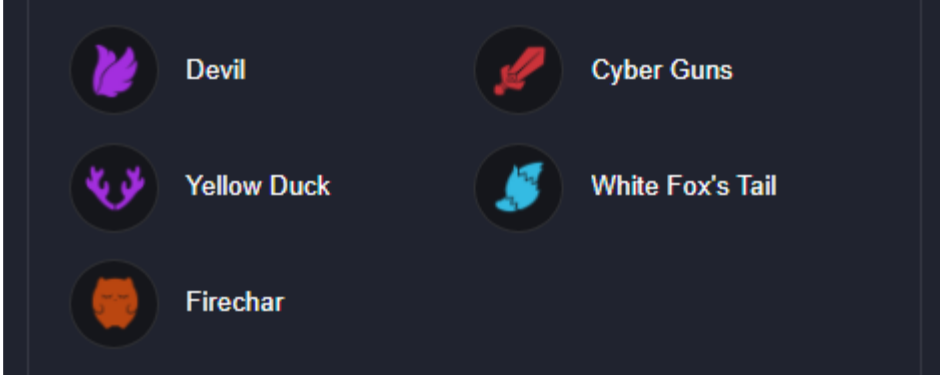 Devil
Cyber Guns
Yellow Duck
White Fox's Tail
Firechar